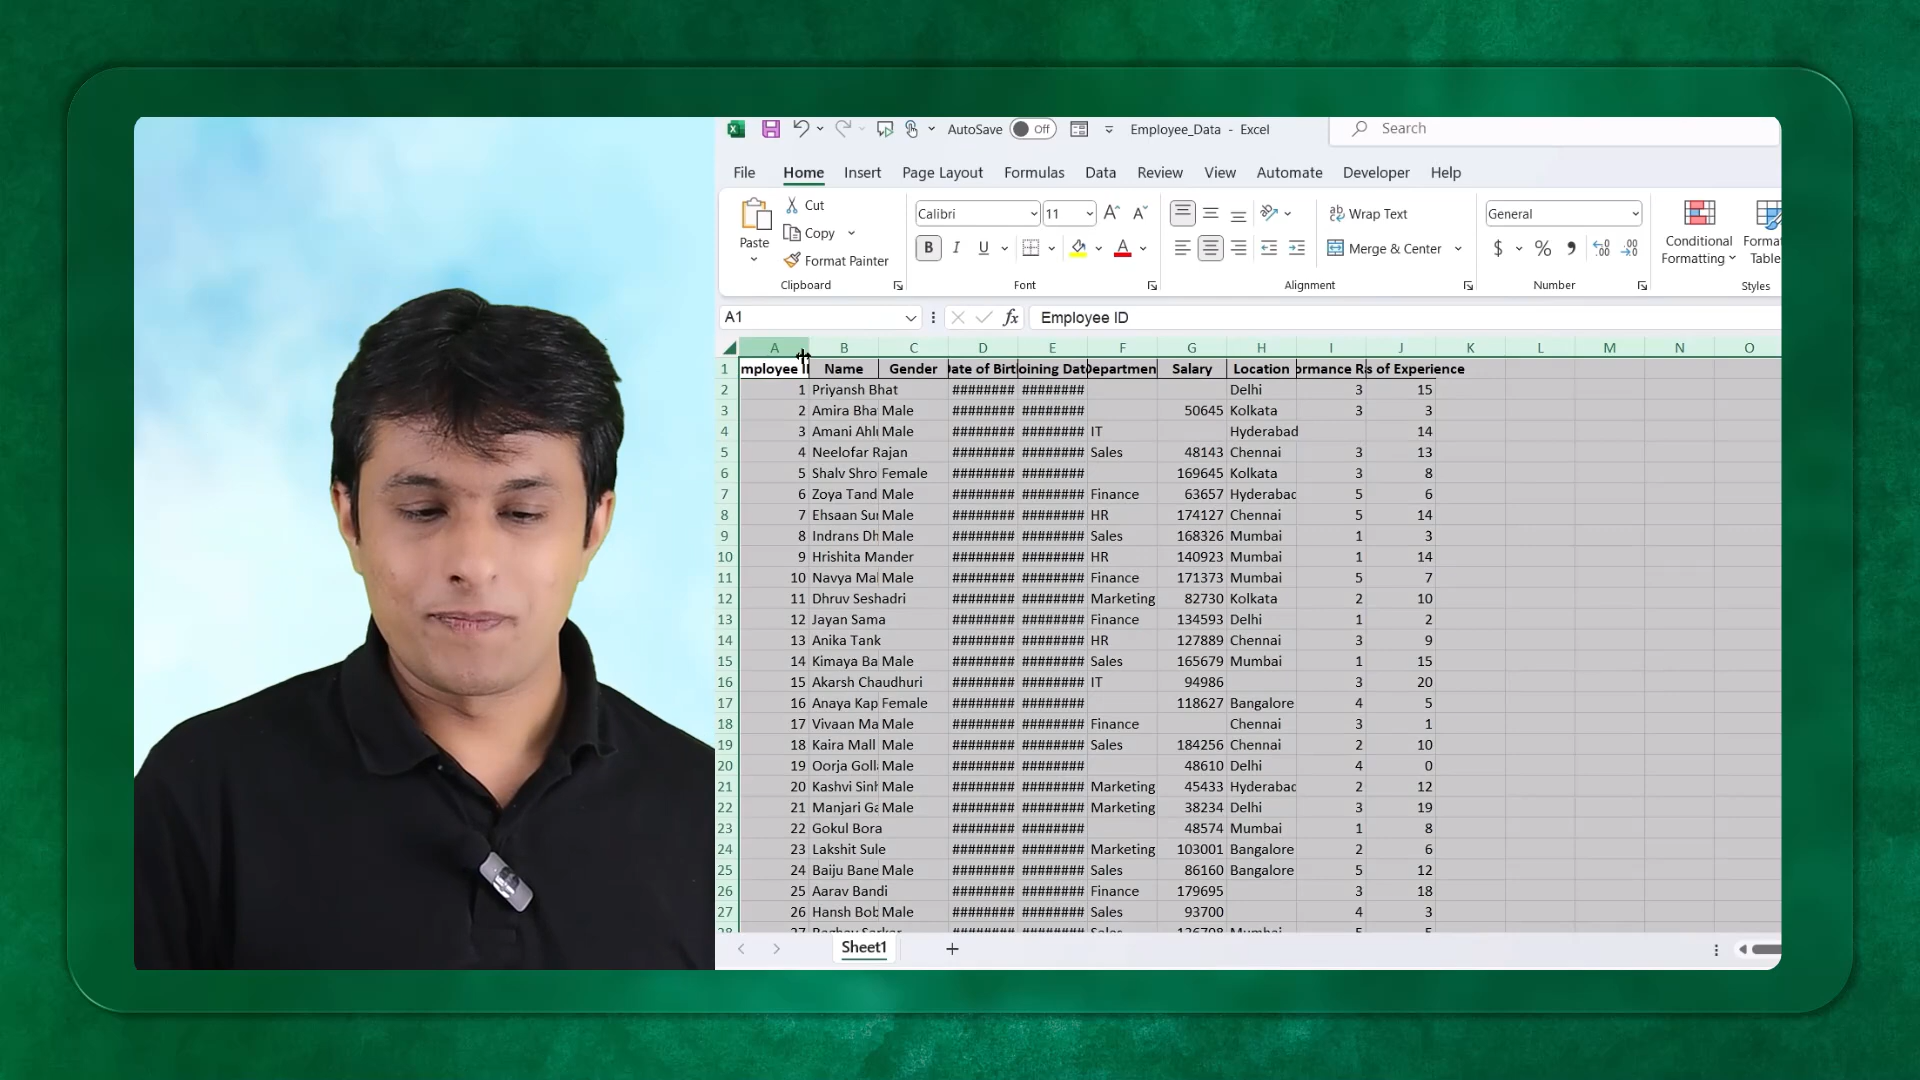 AutoSave Off Employee_Data - Excel Search
File Home Insert Page Layout Formulas Data Review View Automate Developer Help
Paste Cut Copy Format Painter Clipboard
Calibri 11 B I U Font
Wrap Text Merge & Center Alignment
General $ % Number
Conditional Formatting Format Table Styles
A1 fx Employee ID
A B C D E F G H I J K L M N O
1 mployee I Name Gender Date of Birt oining Dat Departmen Salary Location ormance R s of Experience
2 1 Priyansh Bhat ######## ######## Delhi 3 15
3 2 Amira Bha Male ######## ######## 50645 Kolkata 3 3
4 3 Amani Ahl Male ######## ######## IT Hyderabad 14
5 4 Neelofar Rajan ######## ######## Sales 48143 Chennai 3 13
6 5 Shalv Shro Female ######## ######## 169645 Kolkata 3 8
7 6 Zoya Tand Male ######## ######## Finance 63657 Hyderabad 5 6
8 7 Ehsaan Sur Male ######## ######## HR 174127 Chennai 5 14
9 8 Indrans Dh Male ######## ######## Sales 168326 Mumbai 1 3
10 9 Hrishita Mander ######## ######## HR 140923 Mumbai 1 14
11 10 Navya Mal Male ######## ######## Finance 171373 Mumbai 5 7
12 11 Dhruv Seshadri ######## ######## Marketing 82730 Kolkata 2 10
13 12 Jayan Sama ######## ######## Finance 134593 Delhi 1 2
14 13 Anika Tank ######## ######## HR 127889 Chennai 3 9
15 14 Kimaya Ba Male ######## ######## Sales 165679 Mumbai 1 15
16 15 Akarsh Chaudhuri ######## ######## IT 94986 3 20
17 16 Anaya Kap Female ######## ######## 118627 Bangalore 4 5
18 17 Vivaan Ma Male ######## ######## Finance Chennai 3 1
19 18 Kaira Mall Male ######## ######## Sales 184256 Chennai 2 10
20 19 Oorja Goll Male ######## ######## 48610 Delhi 4 0
21 20 Kashvi Sinh Male ######## ######## Marketing 45433 Hyderabad 2 12
22 21 Manjari Ga Male ######## ######## Marketing 38234 Delhi 3 19
23 22 Gokul Bora ######## ######## 48574 Mumbai 1 8
24 23 Lakshit Sule ######## ######## Marketing 103001 Bangalore 2 6
25 24 Baiju Bane Male ######## ######## Sales 86160 Bangalore 5 12
26 25 Aarav Bandi ######## ######## Finance 179695 3 18
27 26 Hansh Bob Male ######## ######## Sales 93700 4 3
Sheet1